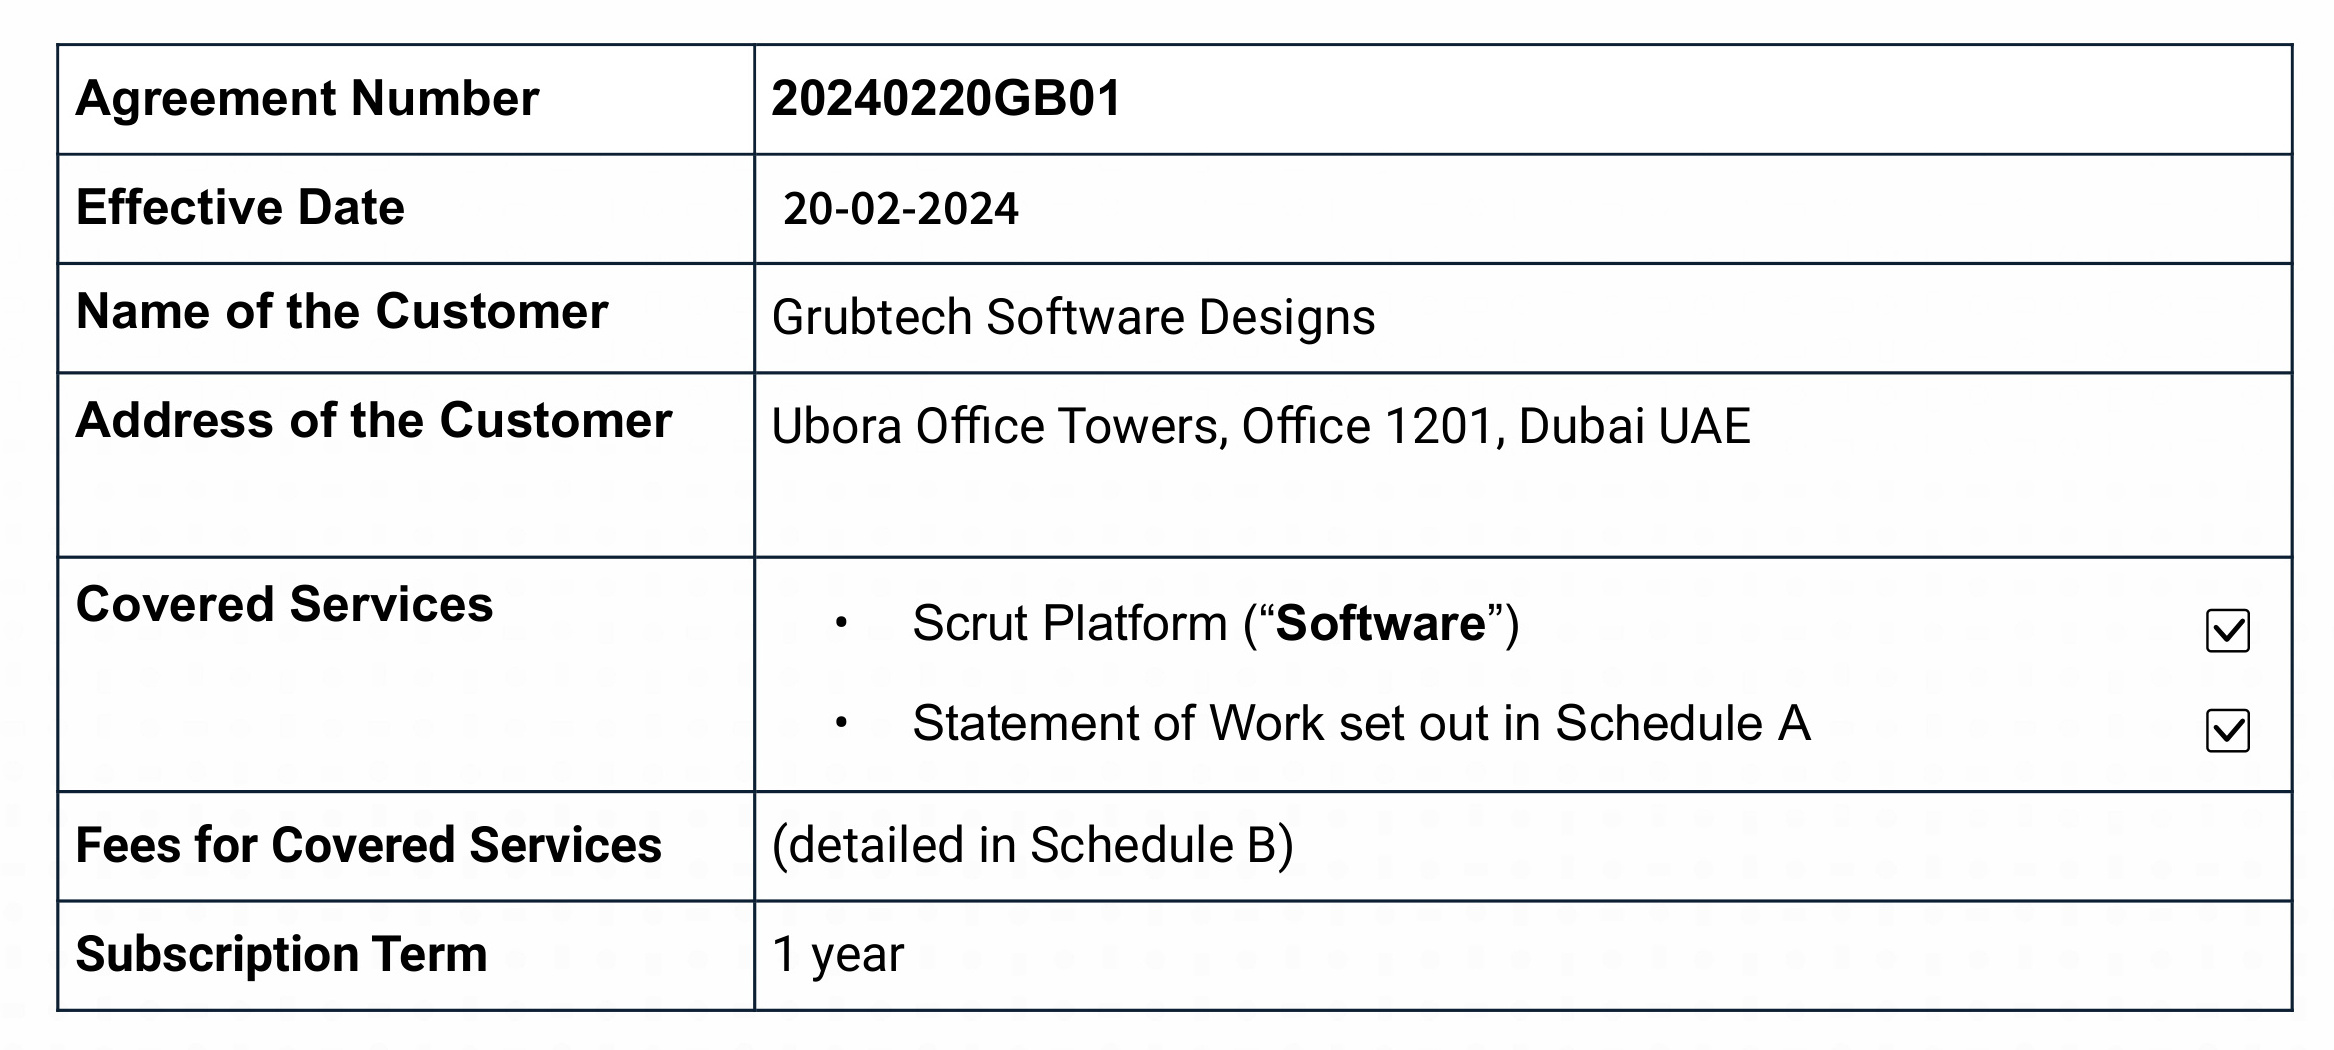 Agreement Number 20240220GB01
Effective Date 20-02-2024
Name of the Customer Grubtech Software Designs
Address of the Customer Ubora Office Towers, Office 1201, Dubai UAE
Covered Services • Scrut Platform (“Software”) ☑
• Statement of Work set out in Schedule A ☑
Fees for Covered Services (detailed in Schedule B)
Subscription Term 1 year